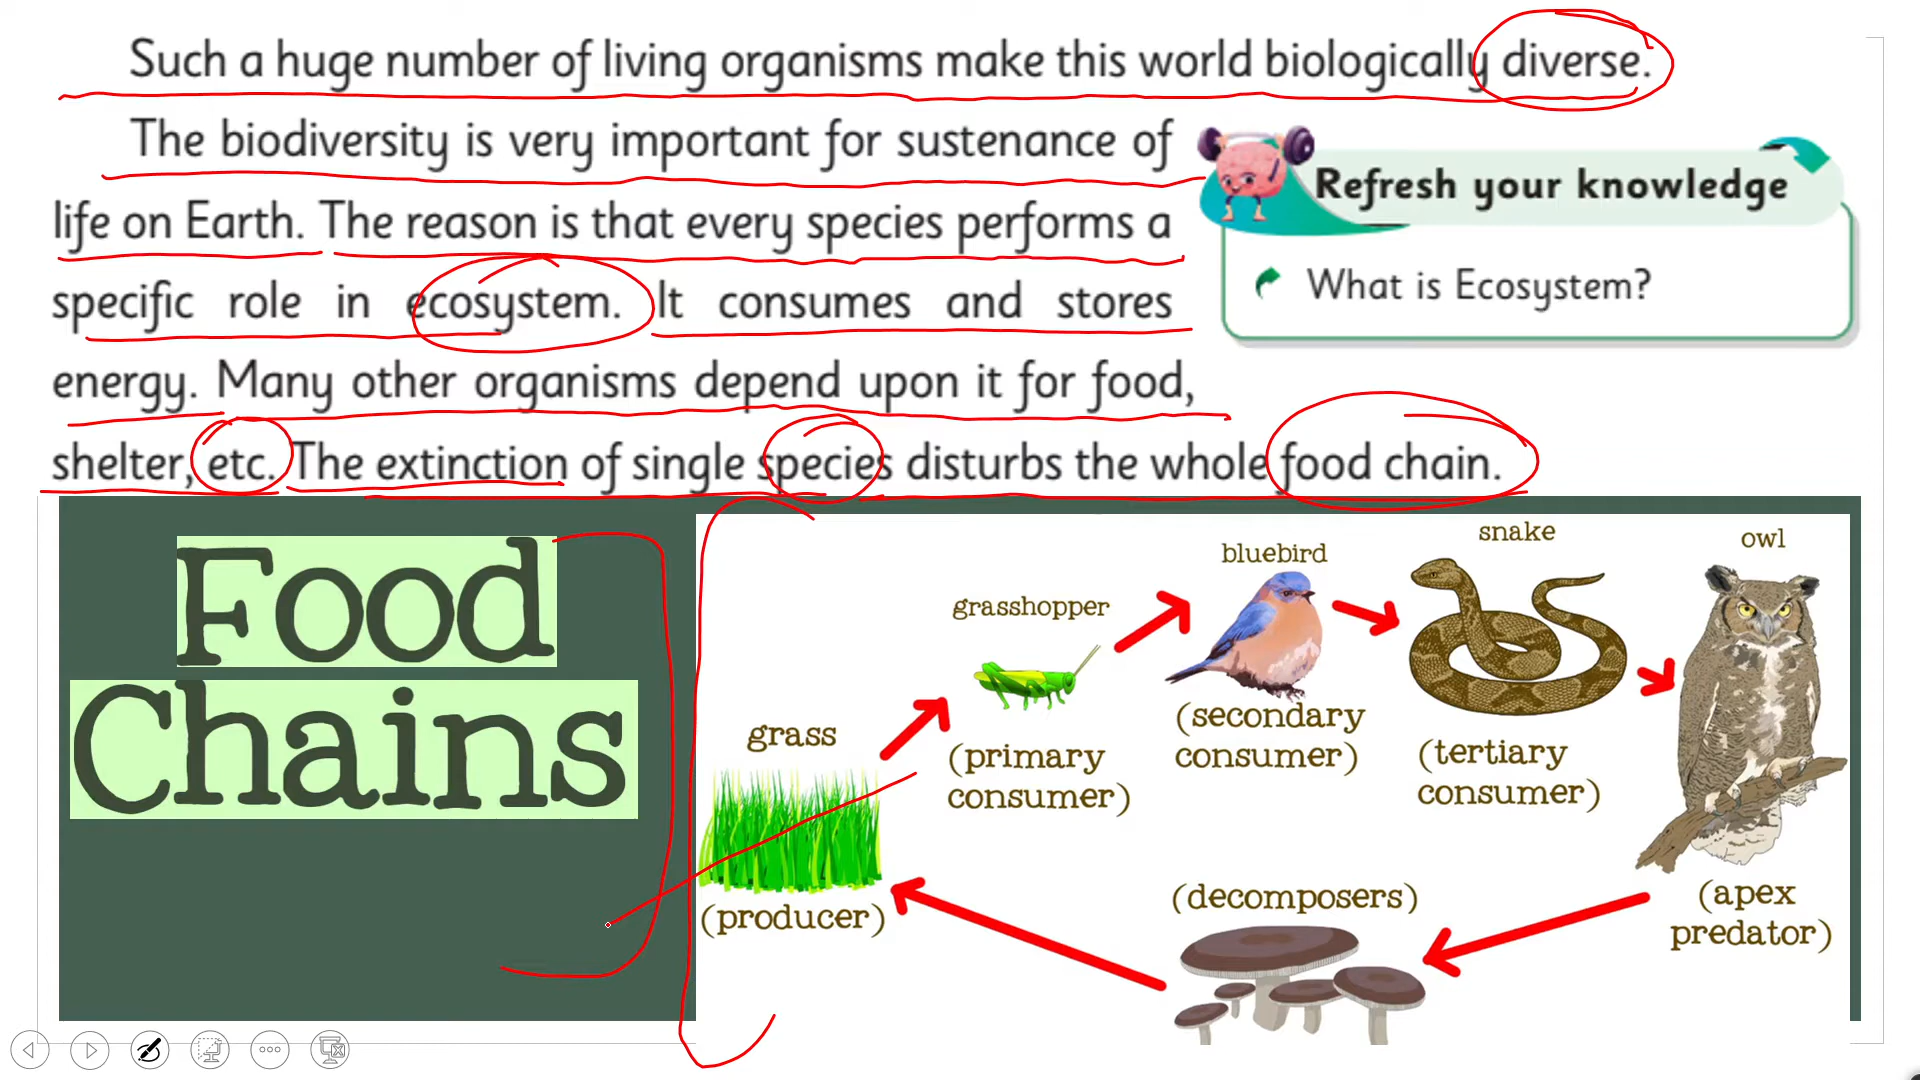 Such a huge number of living organisms make this world biologically diverse.
The biodiversity is very important for sustenance of
life on Earth. The reason is that every species performs a
specific role in ecosystem. It consumes and stores
energy. Many other organisms depend upon it for food,
shelter, etc. The extinction of single species disturbs the whole food chain.
Refresh your knowledge
What is Ecosystem?
Food
Chains
grass
(producer)
grasshopper
(primary
consumer)
bluebird
(secondary
consumer)
snake
(tertiary
consumer)
owl
(apex
predator)
(decomposers)